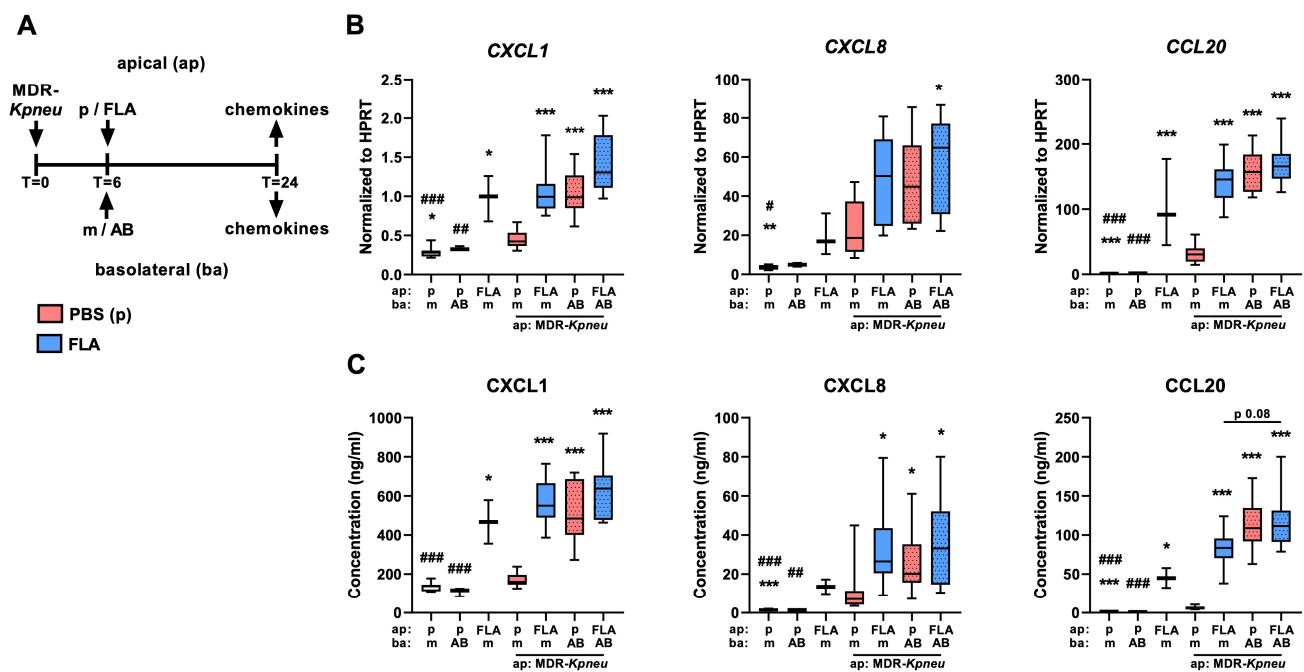 A
apical (ap)
MDR-
Kpneu
p / FLA
chemokines
T=0
T=6
T=24
m / AB
chemokines
basolateral (ba)
PBS (p)
FLA
B
CXCL1
Normalized to HPRT
2.5
2.0
1.5
1.0
0.5
0.0
###
*
##
*
***
***
***
ap: p p FLA p FLA p FLA
ba: m AB m m m AB AB
ap: MDR-Kpneu
CXCL8
Normalized to HPRT
100
80
60
40
20
0
#
**
*
ap: p p FLA p FLA p FLA
ba: m AB m m m AB AB
ap: MDR-Kpneu
CCL20
Normalized to HPRT
300
200
100
0
###
***
###
***
***
***
***
ap: p p FLA p FLA p FLA
ba: m AB m m m AB AB
ap: MDR-Kpneu
C
CXCL1
Concentration (ng/ml)
1000
800
600
400
200
0
###
###
*
***
***
***
ap: p p FLA p FLA p FLA
ba: m AB m m m AB AB
ap: MDR-Kpneu
CXCL8
Concentration (ng/ml)
100
80
60
40
20
0
###
***
##
*
*
*
ap: p p FLA p FLA p FLA
ba: m AB m m m AB AB
ap: MDR-Kpneu
CCL20
Concentration (ng/ml)
250
200
150
100
50
0
p 0.08
###
***
###
*
***
***
***
ap: p p FLA p FLA p FLA
ba: m AB m m m AB AB
ap: MDR-Kpneu